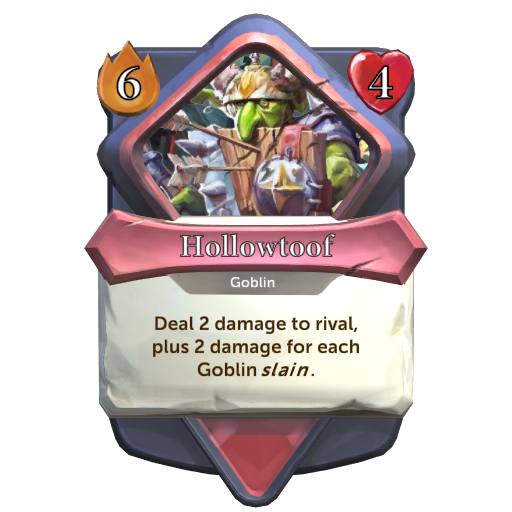 6
4
Hollowtoof
Goblin
Deal 2 damage to rival,
plus 2 damage for each
Goblin slain.